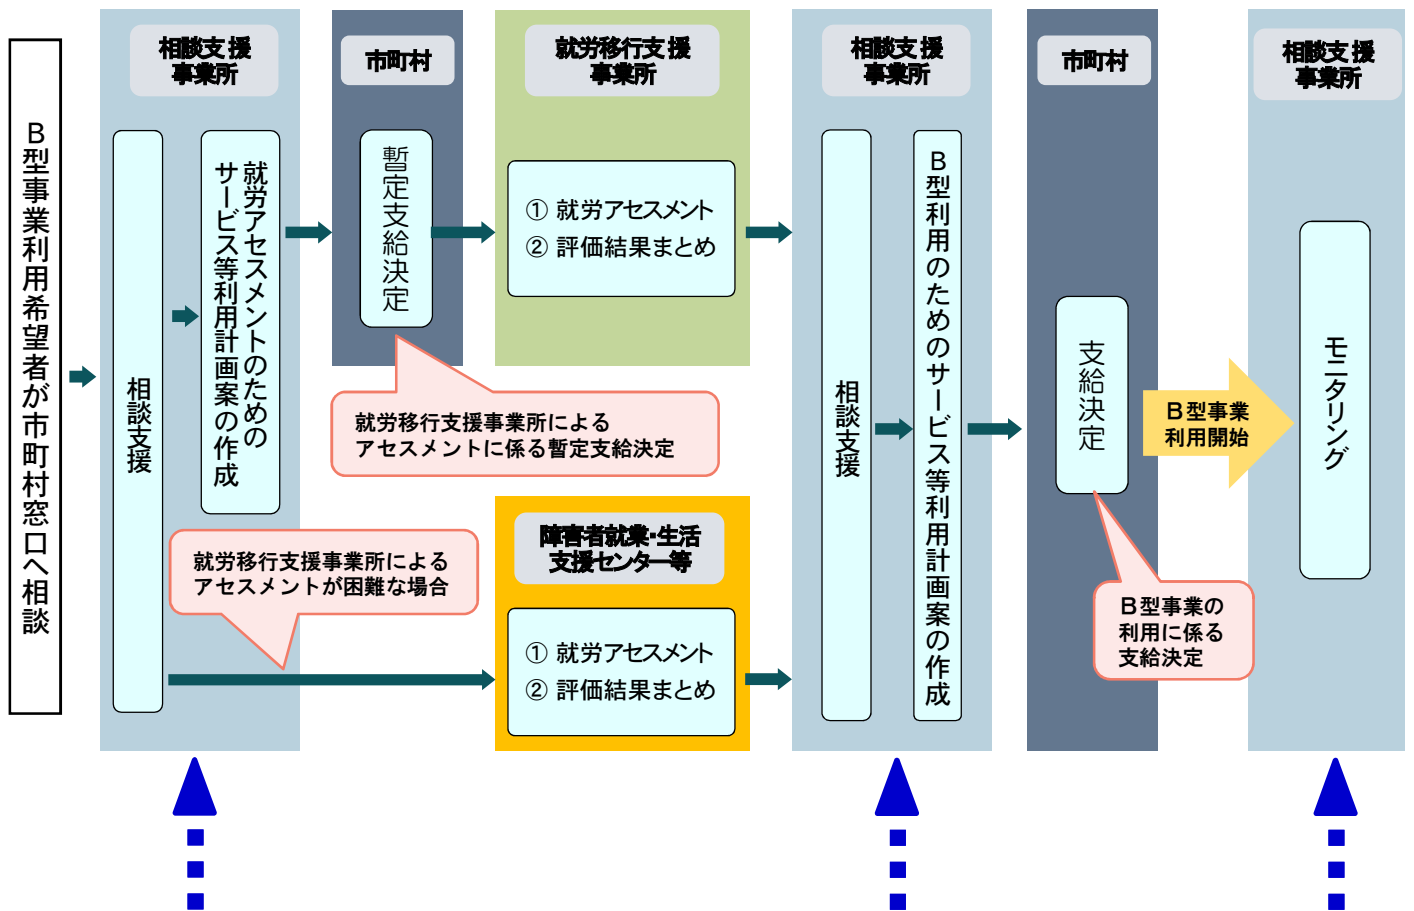 B型事業利用希望者が市町村窓口へ相談
相談支援
事業所
相談支援
就労アセスメントのための
サービス等利用計画案の作成
市町村
暫定支給決定
就労移行支援事業所による
アセスメントに係る暫定支給決定
就労移行支援
事業所
① 就労アセスメント
② 評価結果まとめ
就労移行支援事業所による
アセスメントが困難な場合
障害者就業・生活
支援センター等
① 就労アセスメント
② 評価結果まとめ
相談支援
事業所
相談支援
B型利用のためのサービス等利用計画案の作成
市町村
支給決定
B型事業の
利用に係る
支給決定
B型事業
利用開始
相談支援
事業所
モニタリング